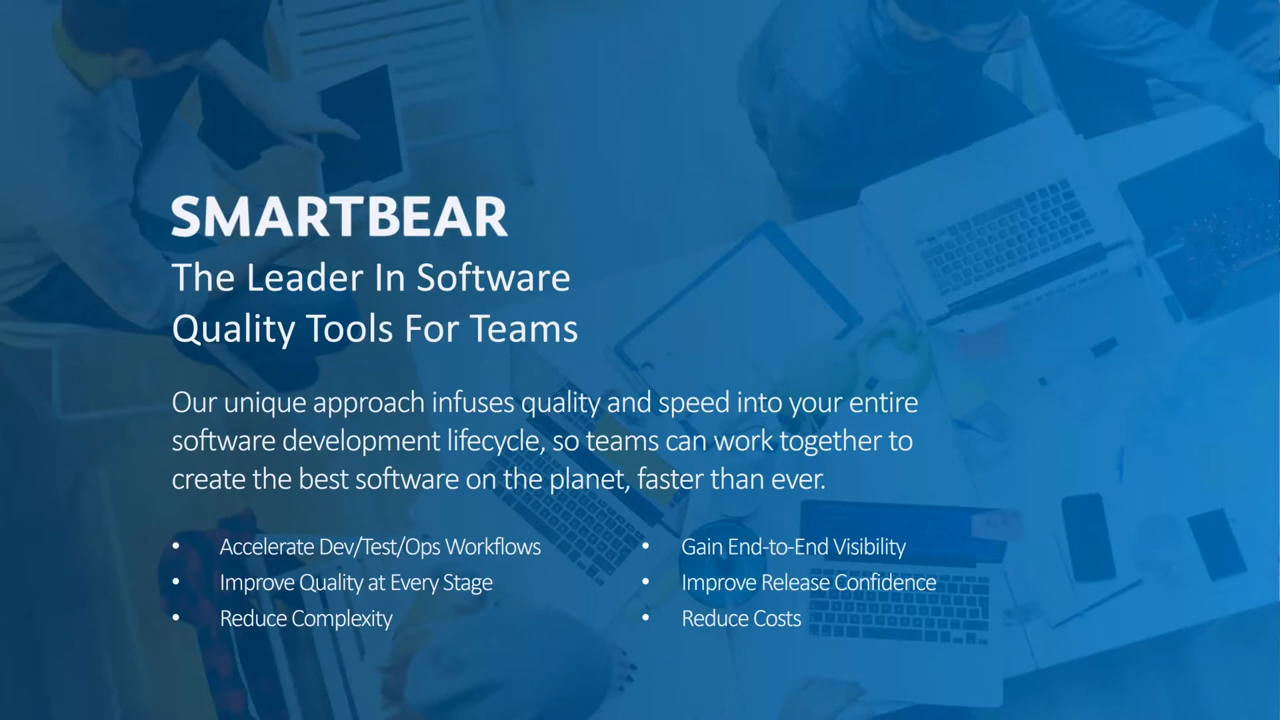 SMARTBEAR
The Leader In Software
Quality Tools For Teams
Our unique approach infuses quality and speed into your entire
software development lifecycle, so teams can work together to
create the best software on the planet, faster than ever.
• Accelerate Dev/Test/Ops Workflows
• Improve Quality at Every Stage
• Reduce Complexity
• Gain End-to-End Visibility
• Improve Release Confidence
• Reduce Costs